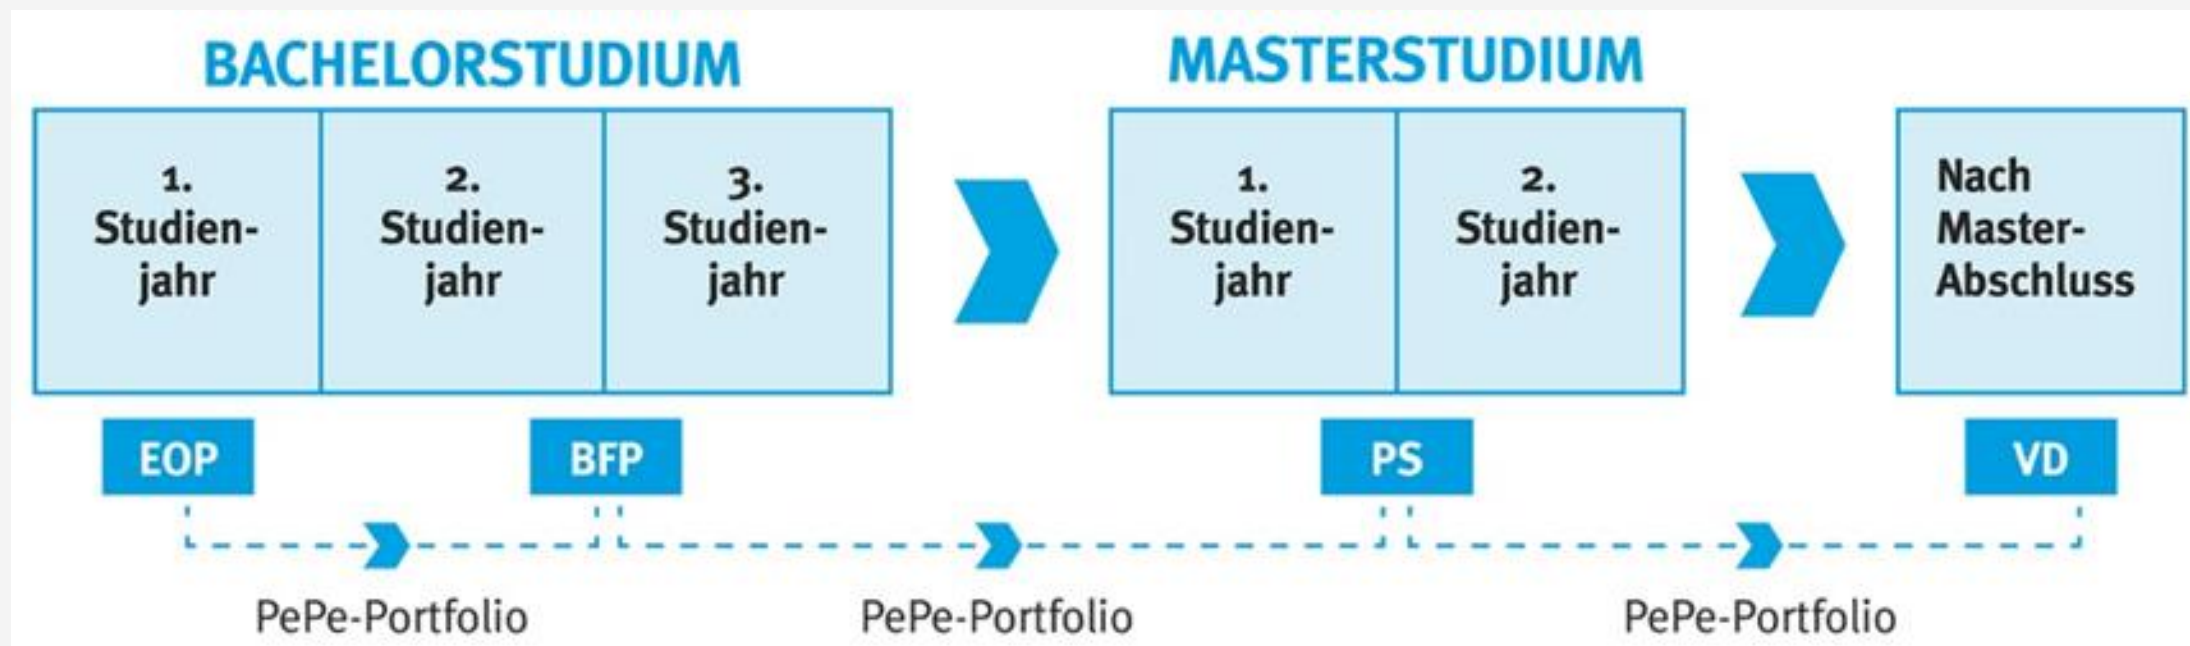 BACHELORSTUDIUM
MASTERSTUDIUM
1.
Studien-
jahr
2.
Studien-
jahr
3.
Studien-
jahr
1.
Studien-
jahr
2.
Studien-
jahr
Nach
Master-
Abschluss
EOP
BFP
PS
VD
PePe-Portfolio
PePe-Portfolio
PePe-Portfolio